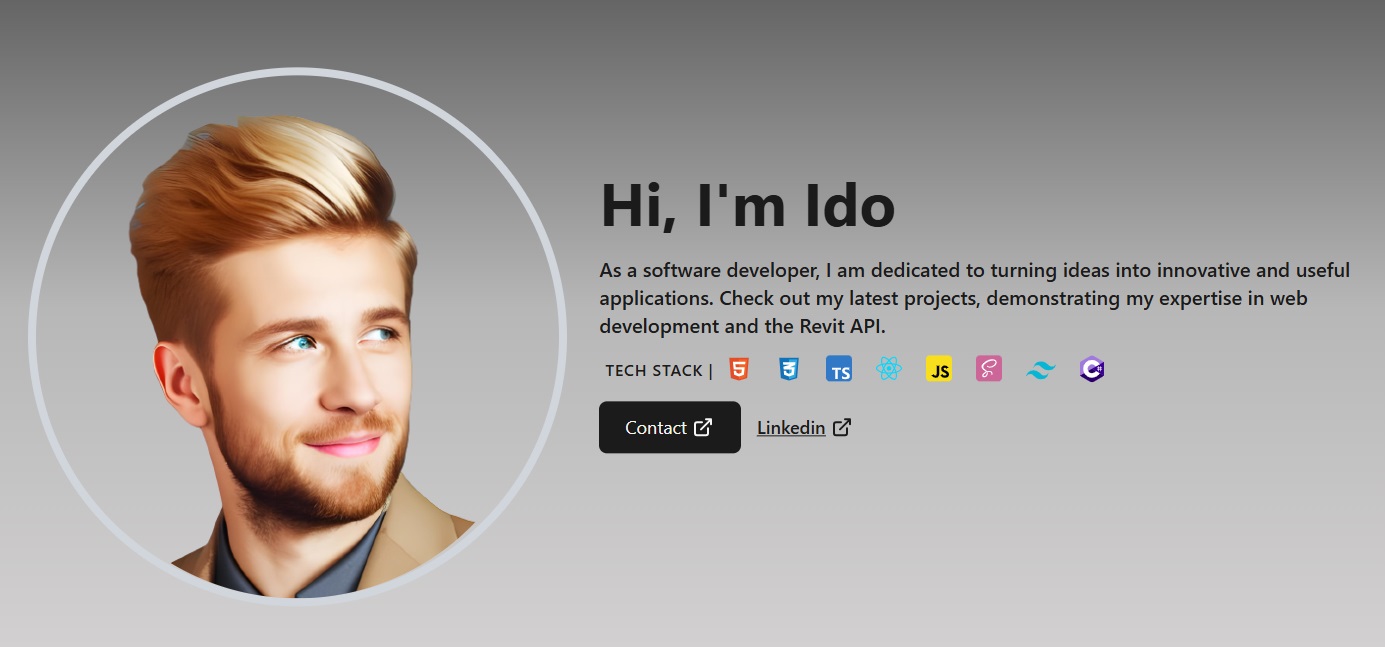 Hi, I'm Ido
As a software developer, I am dedicated to turning ideas into innovative and useful
applications. Check out my latest projects, demonstrating my expertise in web
development and the Revit API.
TECH STACK | 5 3 TS JS C#
Contact Linkedin